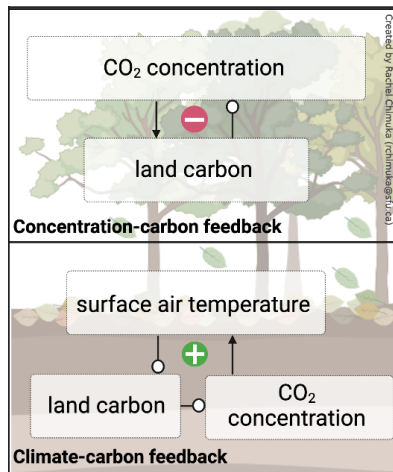 CO₂ concentration
land carbon
Concentration-carbon feedback
Created by Rachel Chimuka (rchimuka@sfu.ca)
surface air temperature
land carbon
CO₂
concentration
Climate-carbon feedback